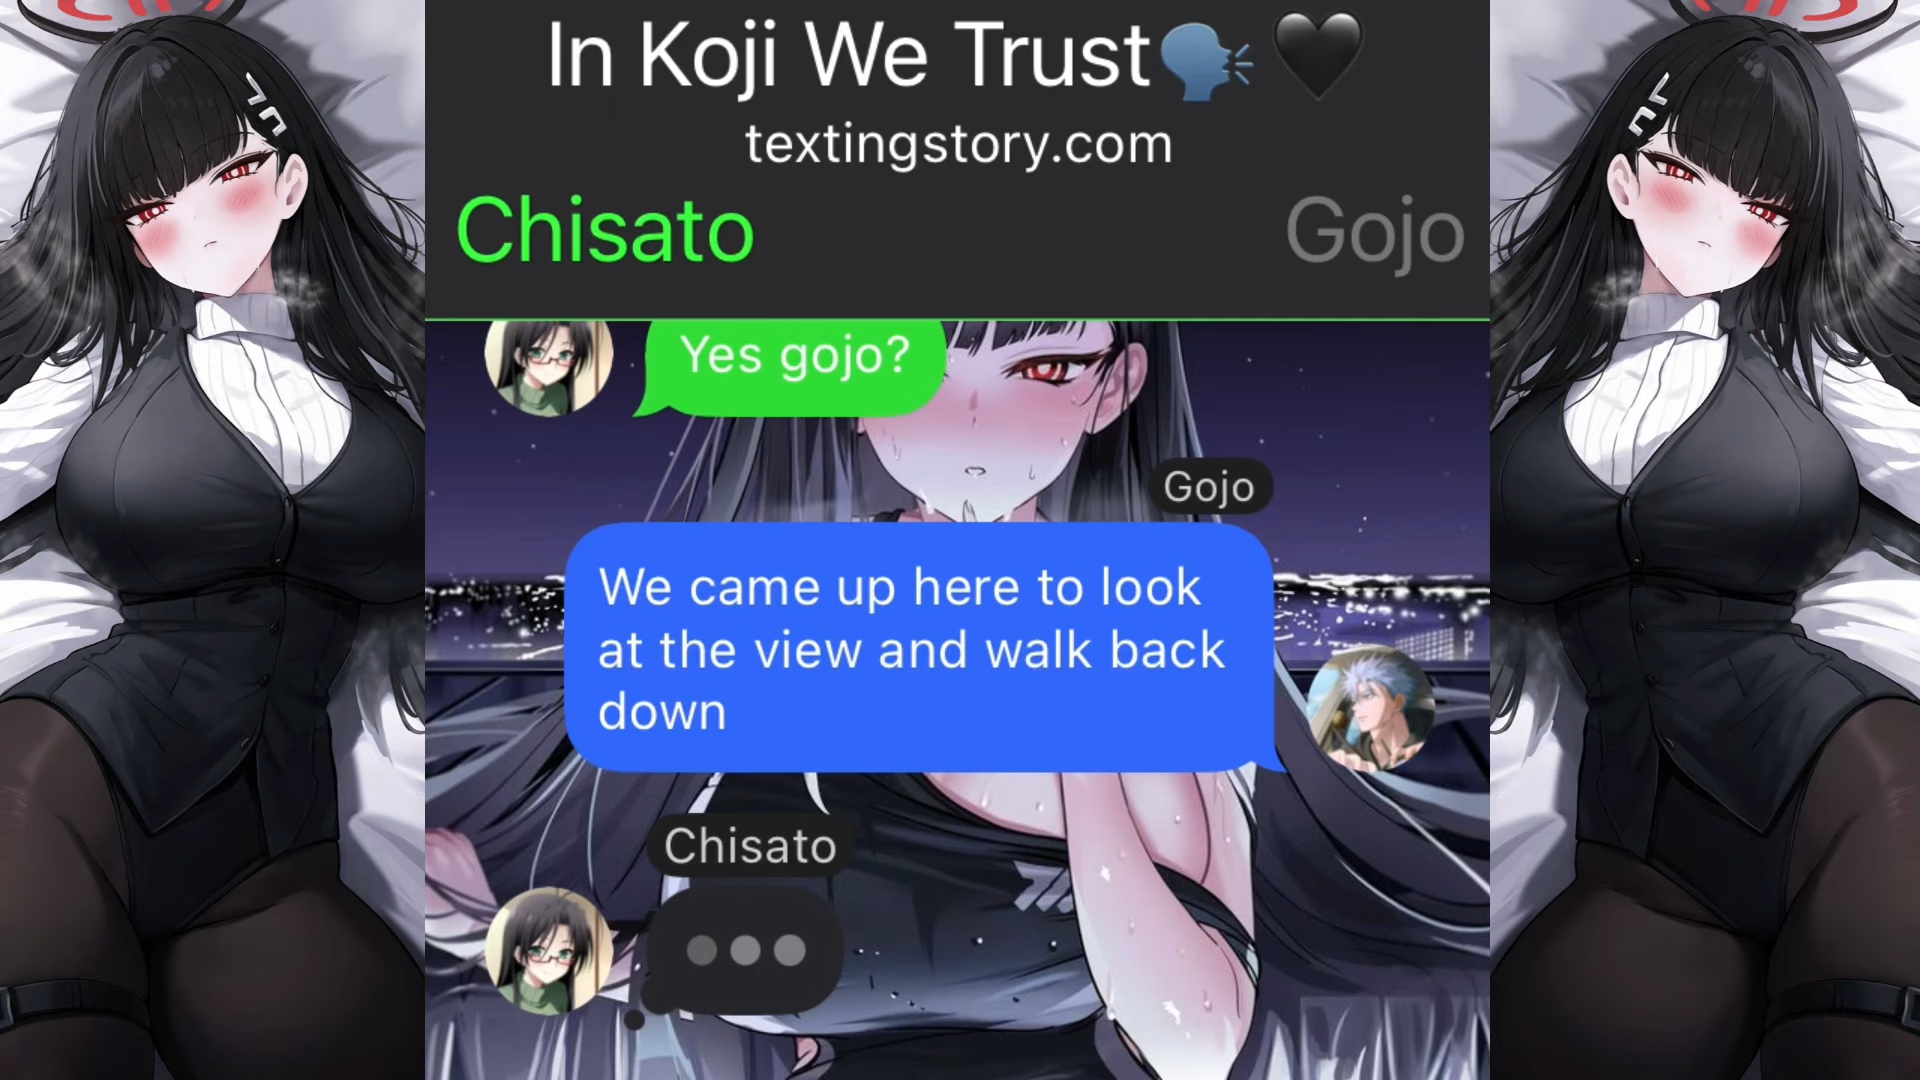 In Koji We Trust🗣️🖤
textingstory.com
Chisato
Gojo
Yes gojo?
Gojo
We came up here to look
at the view and walk back
down
Chisato